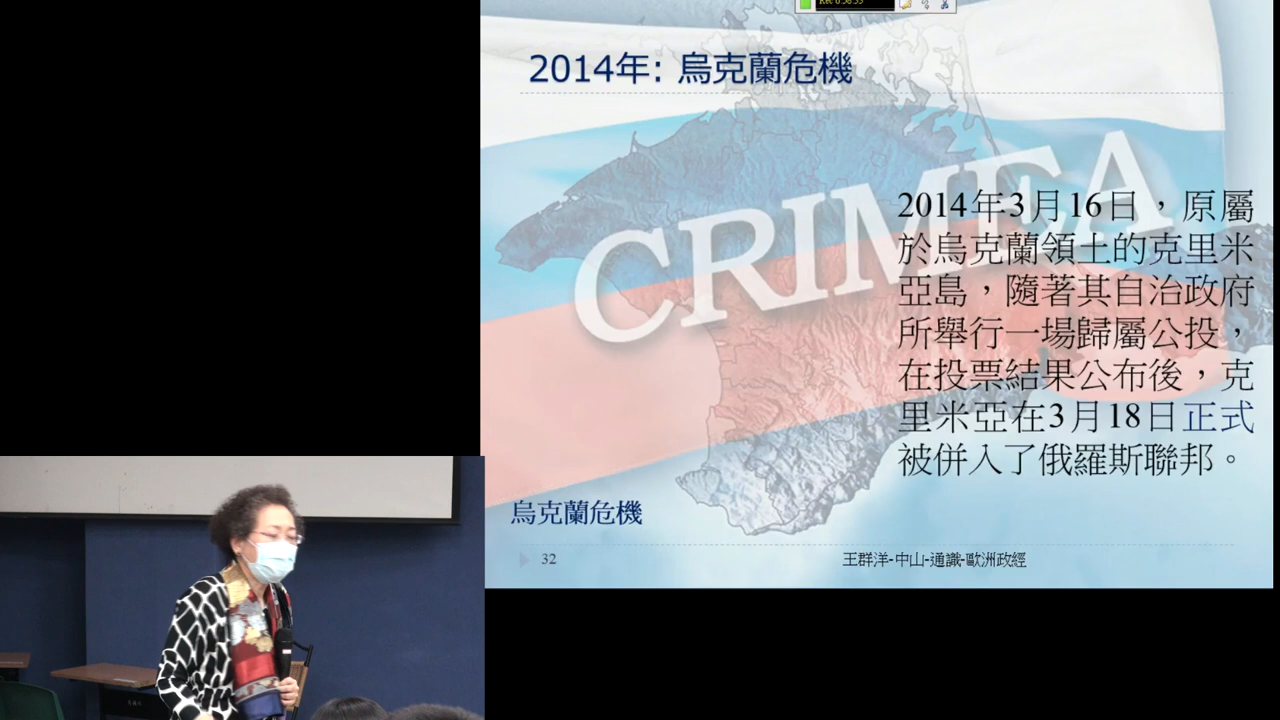 2014年: 烏克蘭危機
CRIMEA
2014年3月16日，原屬
於烏克蘭領土的克里米
亞島，隨著其自治政府
所舉行一場歸屬公投，
在投票結果公布後，克
里米亞在3月18日正式
被併入了俄羅斯聯邦。
烏克蘭危機
32
王群洋-中山-通識-歐洲政經